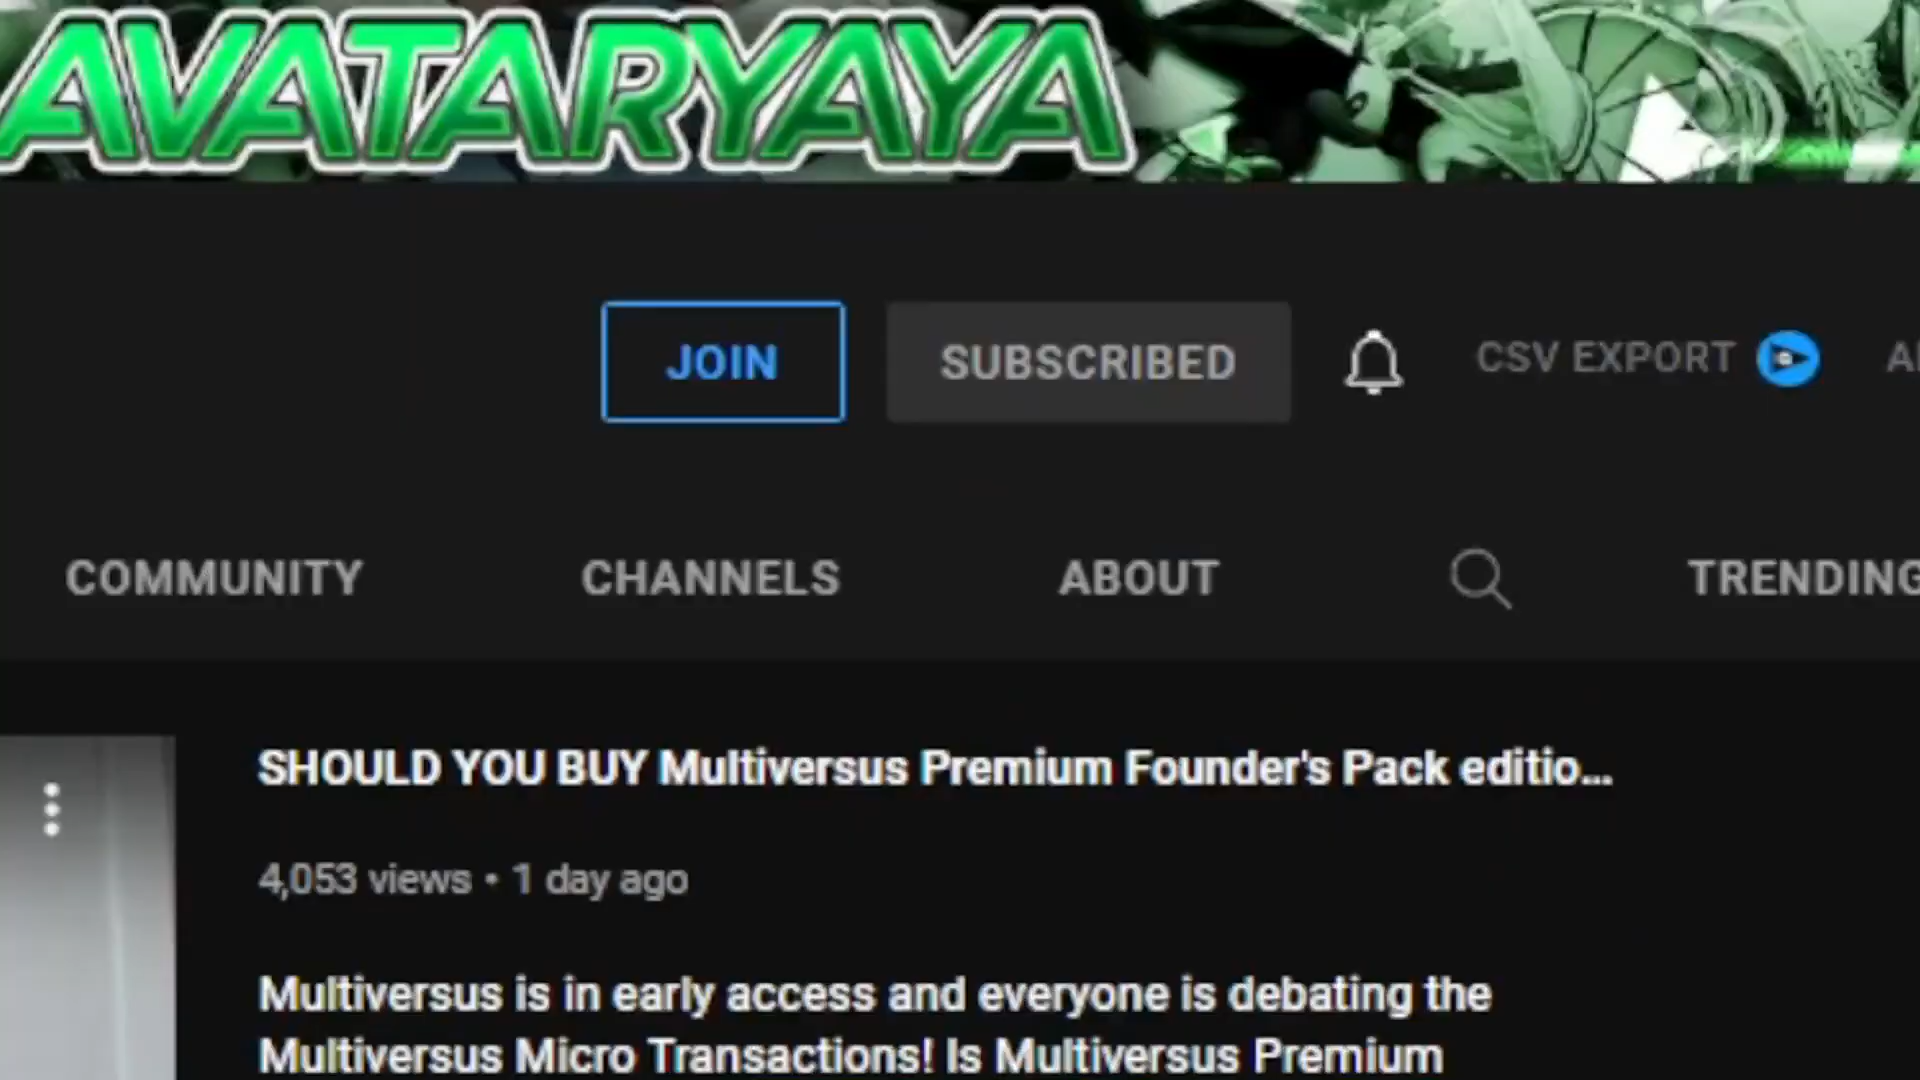 AVATARYAYA
JOIN
SUBSCRIBED
CSV EXPORT
COMMUNITY
CHANNELS
ABOUT
TRENDING
SHOULD YOU BUY Multiversus Premium Founder's Pack editio...
4,053 views • 1 day ago
Multiversus is in early access and everyone is debating the
Multiversus Micro Transactions! Is Multiversus Premium